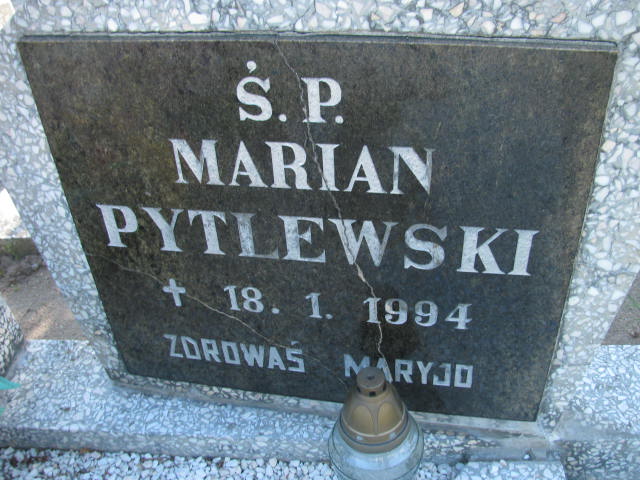 Ś.P.
MARIAN
PYTLEWSKI
✝ 18. 1. 1994
ZDROWAŚ MARYJO